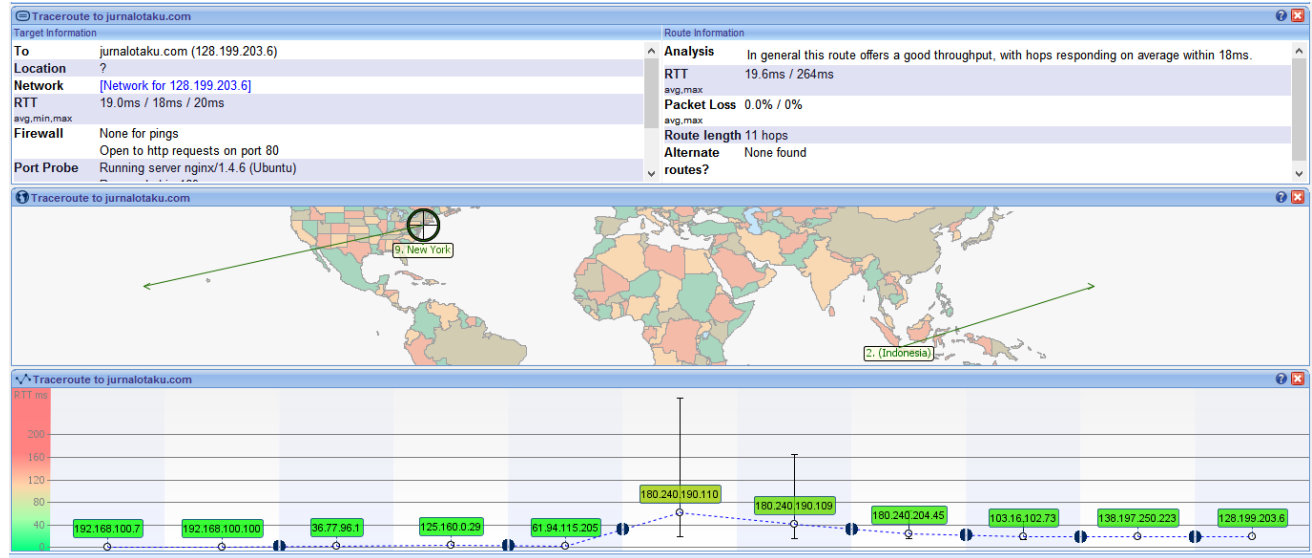 Traceroute to jurnalotaku.com
Target Information
To jurnalotaku.com (128.199.203.6)
Location ?
Network [Network for 128.199.203.6]
RTT 19.0ms / 18ms / 20ms
avg,min,max
Firewall None for pings
Open to http requests on port 80
Port Probe Running server nginx/1.4.6 (Ubuntu)
Route Information
Analysis In general this route offers a good throughput, with hops responding on average within 18ms.
RTT 19.6ms / 264ms
avg,max
Packet Loss 0.0% / 0%
avg,max
Route length 11 hops
Alternate None found
routes?
Traceroute to jurnalotaku.com
9. New York
2. (Indonesia)
Traceroute to jurnalotaku.com
RTT ms
200
160
120
80
40
0
192.168.100.7
192.168.100.100
36.77.96.1
125.160.0.29
61.94.115.205
180.240.190.110
180.240.190.109
180.240.204.45
103.16.102.73
138.197.250.223
128.199.203.6